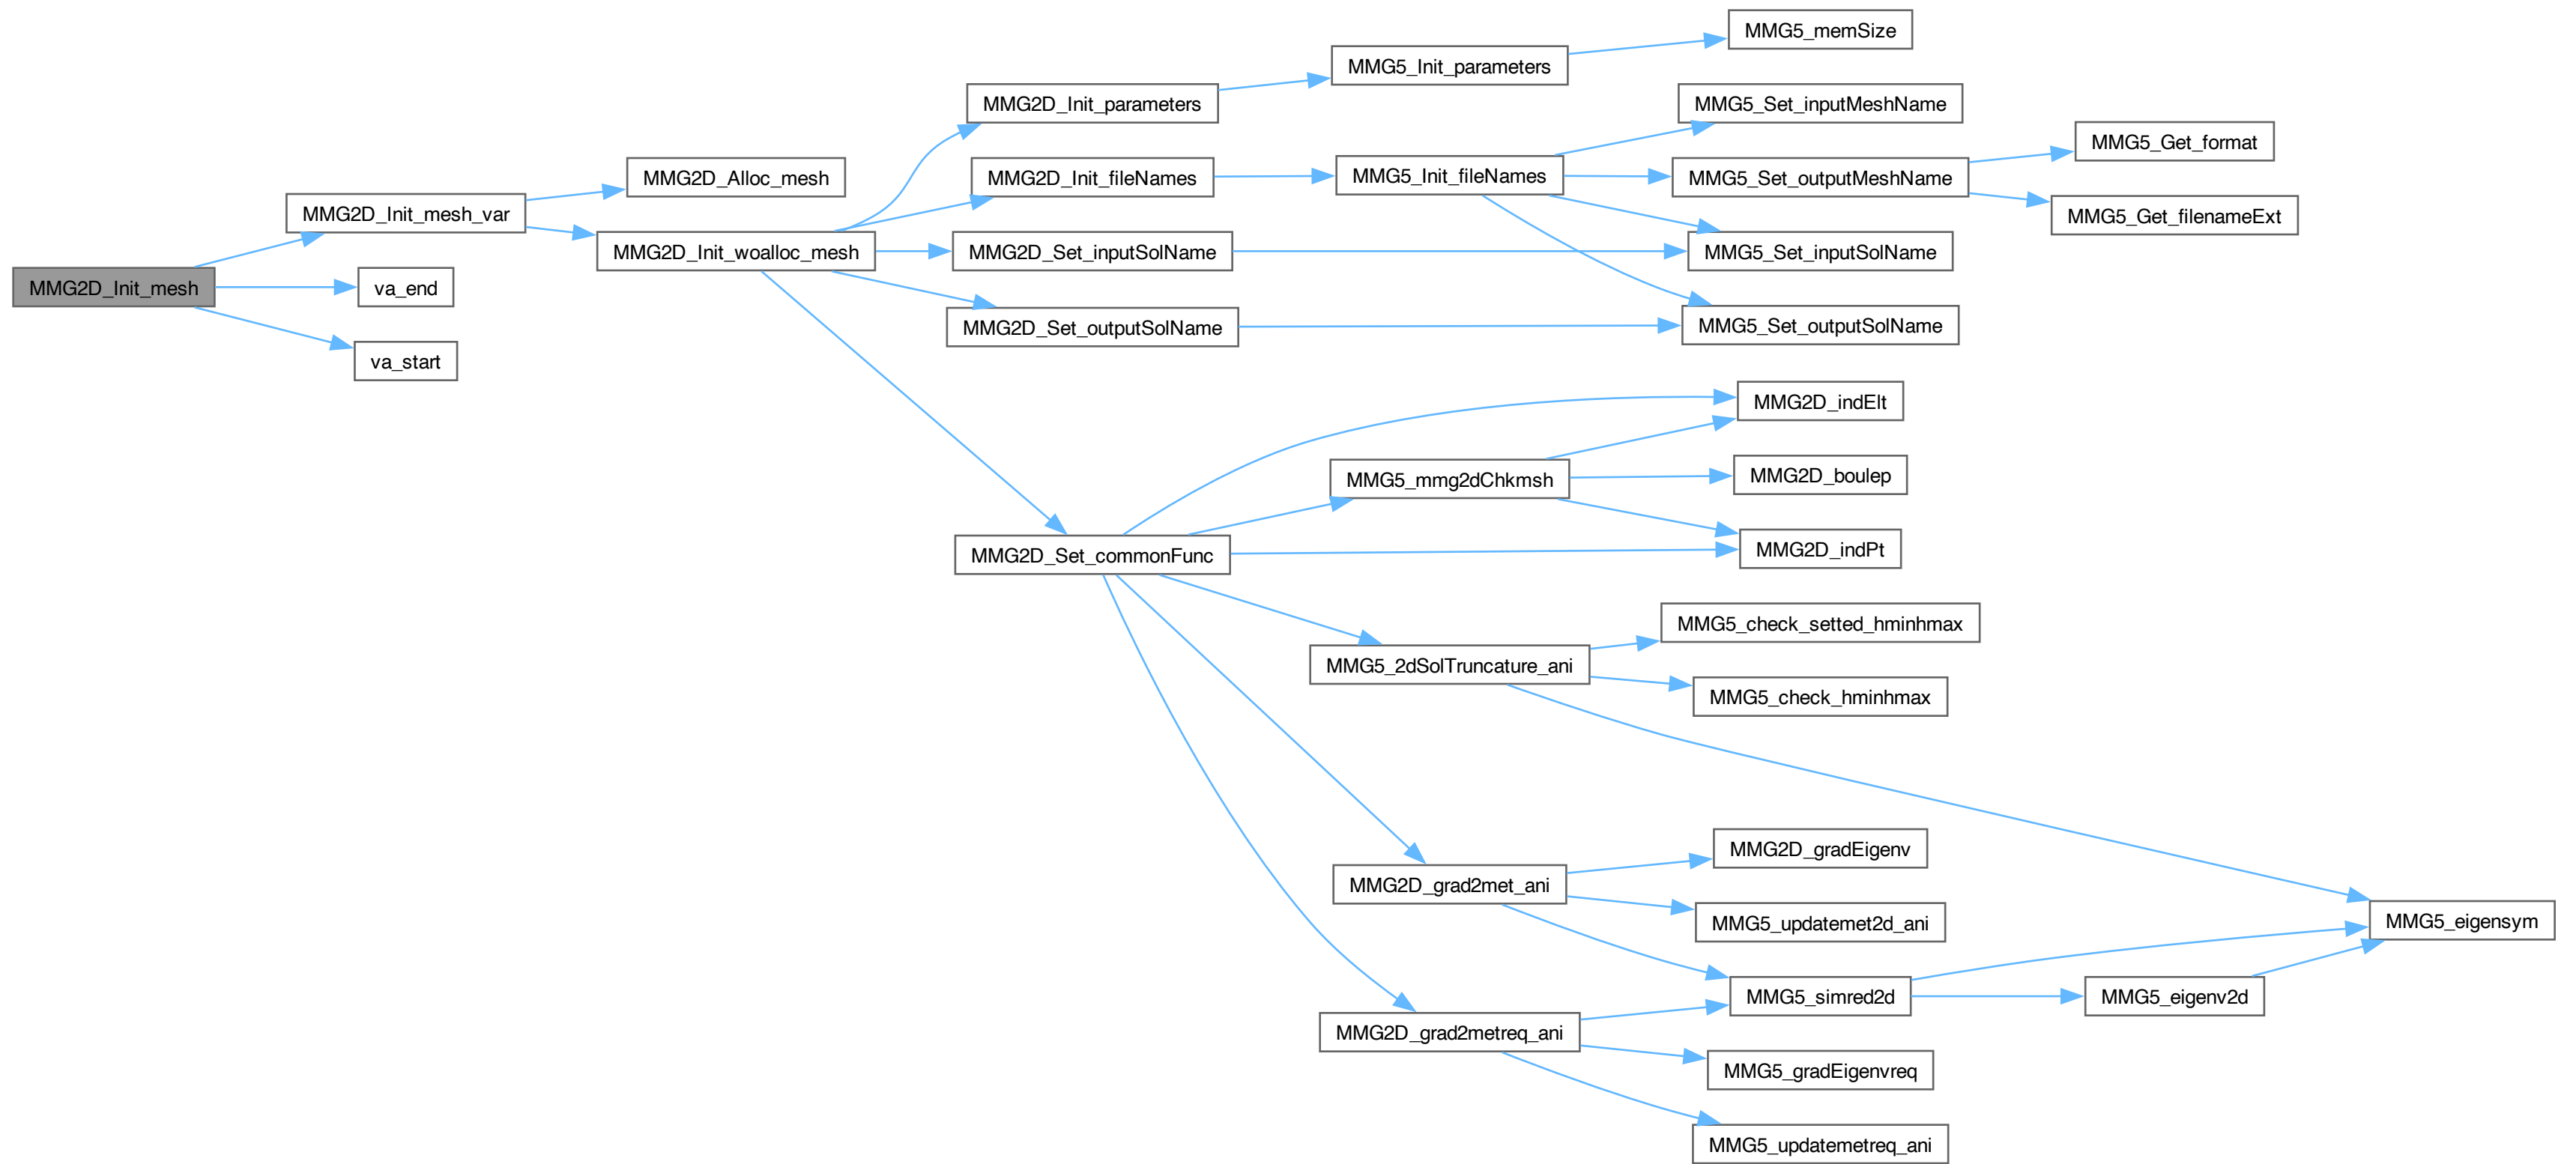 MMG2D_Init_mesh
MMG2D_Init_mesh_var
va_end
va_start
MMG2D_Alloc_mesh
MMG2D_Init_woalloc_mesh
MMG2D_Init_parameters
MMG2D_Init_fileNames
MMG2D_Set_inputSolName
MMG2D_Set_outputSolName
MMG2D_Set_commonFunc
MMG5_Init_parameters
MMG5_Init_fileNames
MMG5_mmg2dChkmsh
MMG5_2dSolTruncature_ani
MMG2D_grad2met_ani
MMG2D_grad2metreq_ani
MMG5_memSize
MMG5_Set_inputMeshName
MMG5_Set_outputMeshName
MMG5_Set_inputSolName
MMG5_Set_outputSolName
MMG2D_indElt
MMG2D_boulep
MMG2D_indPt
MMG5_check_setted_hminhmax
MMG5_check_hminhmax
MMG2D_gradEigenv
MMG5_updatemet2d_ani
MMG5_simred2d
MMG5_gradEigenvreq
MMG5_updatemetreq_ani
MMG5_Get_format
MMG5_Get_filenameExt
MMG5_eigenv2d
MMG5_eigensym